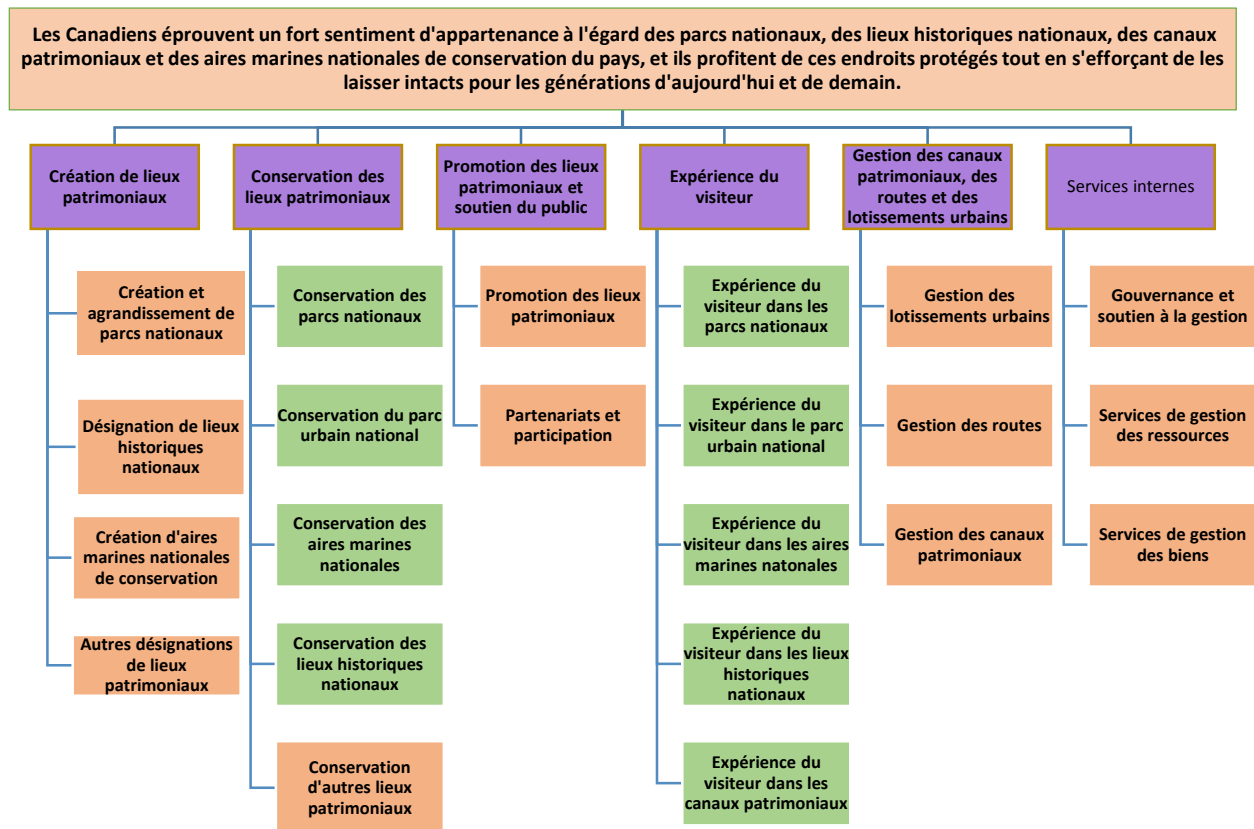 Les Canadiens éprouvent un fort sentiment d'appartenance à l'égard des parcs nationaux, des lieux historiques nationaux, des canaux
patrimoniaux et des aires marines nationales de conservation du pays, et ils profitent de ces endroits protégés tout en s'efforçant de les
laisser intacts pour les générations d'aujourd'hui et de demain.
Création de lieux
patrimoniaux
Création et
agrandissement de
parcs nationaux
Désignation de lieux
historiques
nationaux
Création d'aires
marines nationales
de conservation
Autres désignations
de lieux
patrimoniaux
Conservation des
lieux patrimoniaux
Conservation des
parcs nationaux
Conservation du parc
urbain national
Conservation des
aires marines
nationales
Conservation des
lieux historiques
nationaux
Conservation
d'autres lieux
patrimoniaux
Promotion des lieux
patrimoniaux et
soutien du public
Promotion des lieux
patrimoniaux
Partenariats et
participation
Expérience du
visiteur
Expérience du
visiteur dans les
parcs nationaux
Expérience du
visiteur dans le parc
urbain national
Expérience du
visiteur dans les aires
marines natonales
Expérience du
visiteur dans les lieux
historiques
nationaux
Expérience du
visiteur dans les
canaux patrimoniaux
Gestion des canaux
patrimoniaux, des
routes et des
lotissements urbains
Gestion des
lotissements urbains
Gestion des routes
Gestion des canaux
patrimoniaux
Services internes
Gouvernance et
soutien à la gestion
Services de gestion
des ressources
Services de gestion
des biens